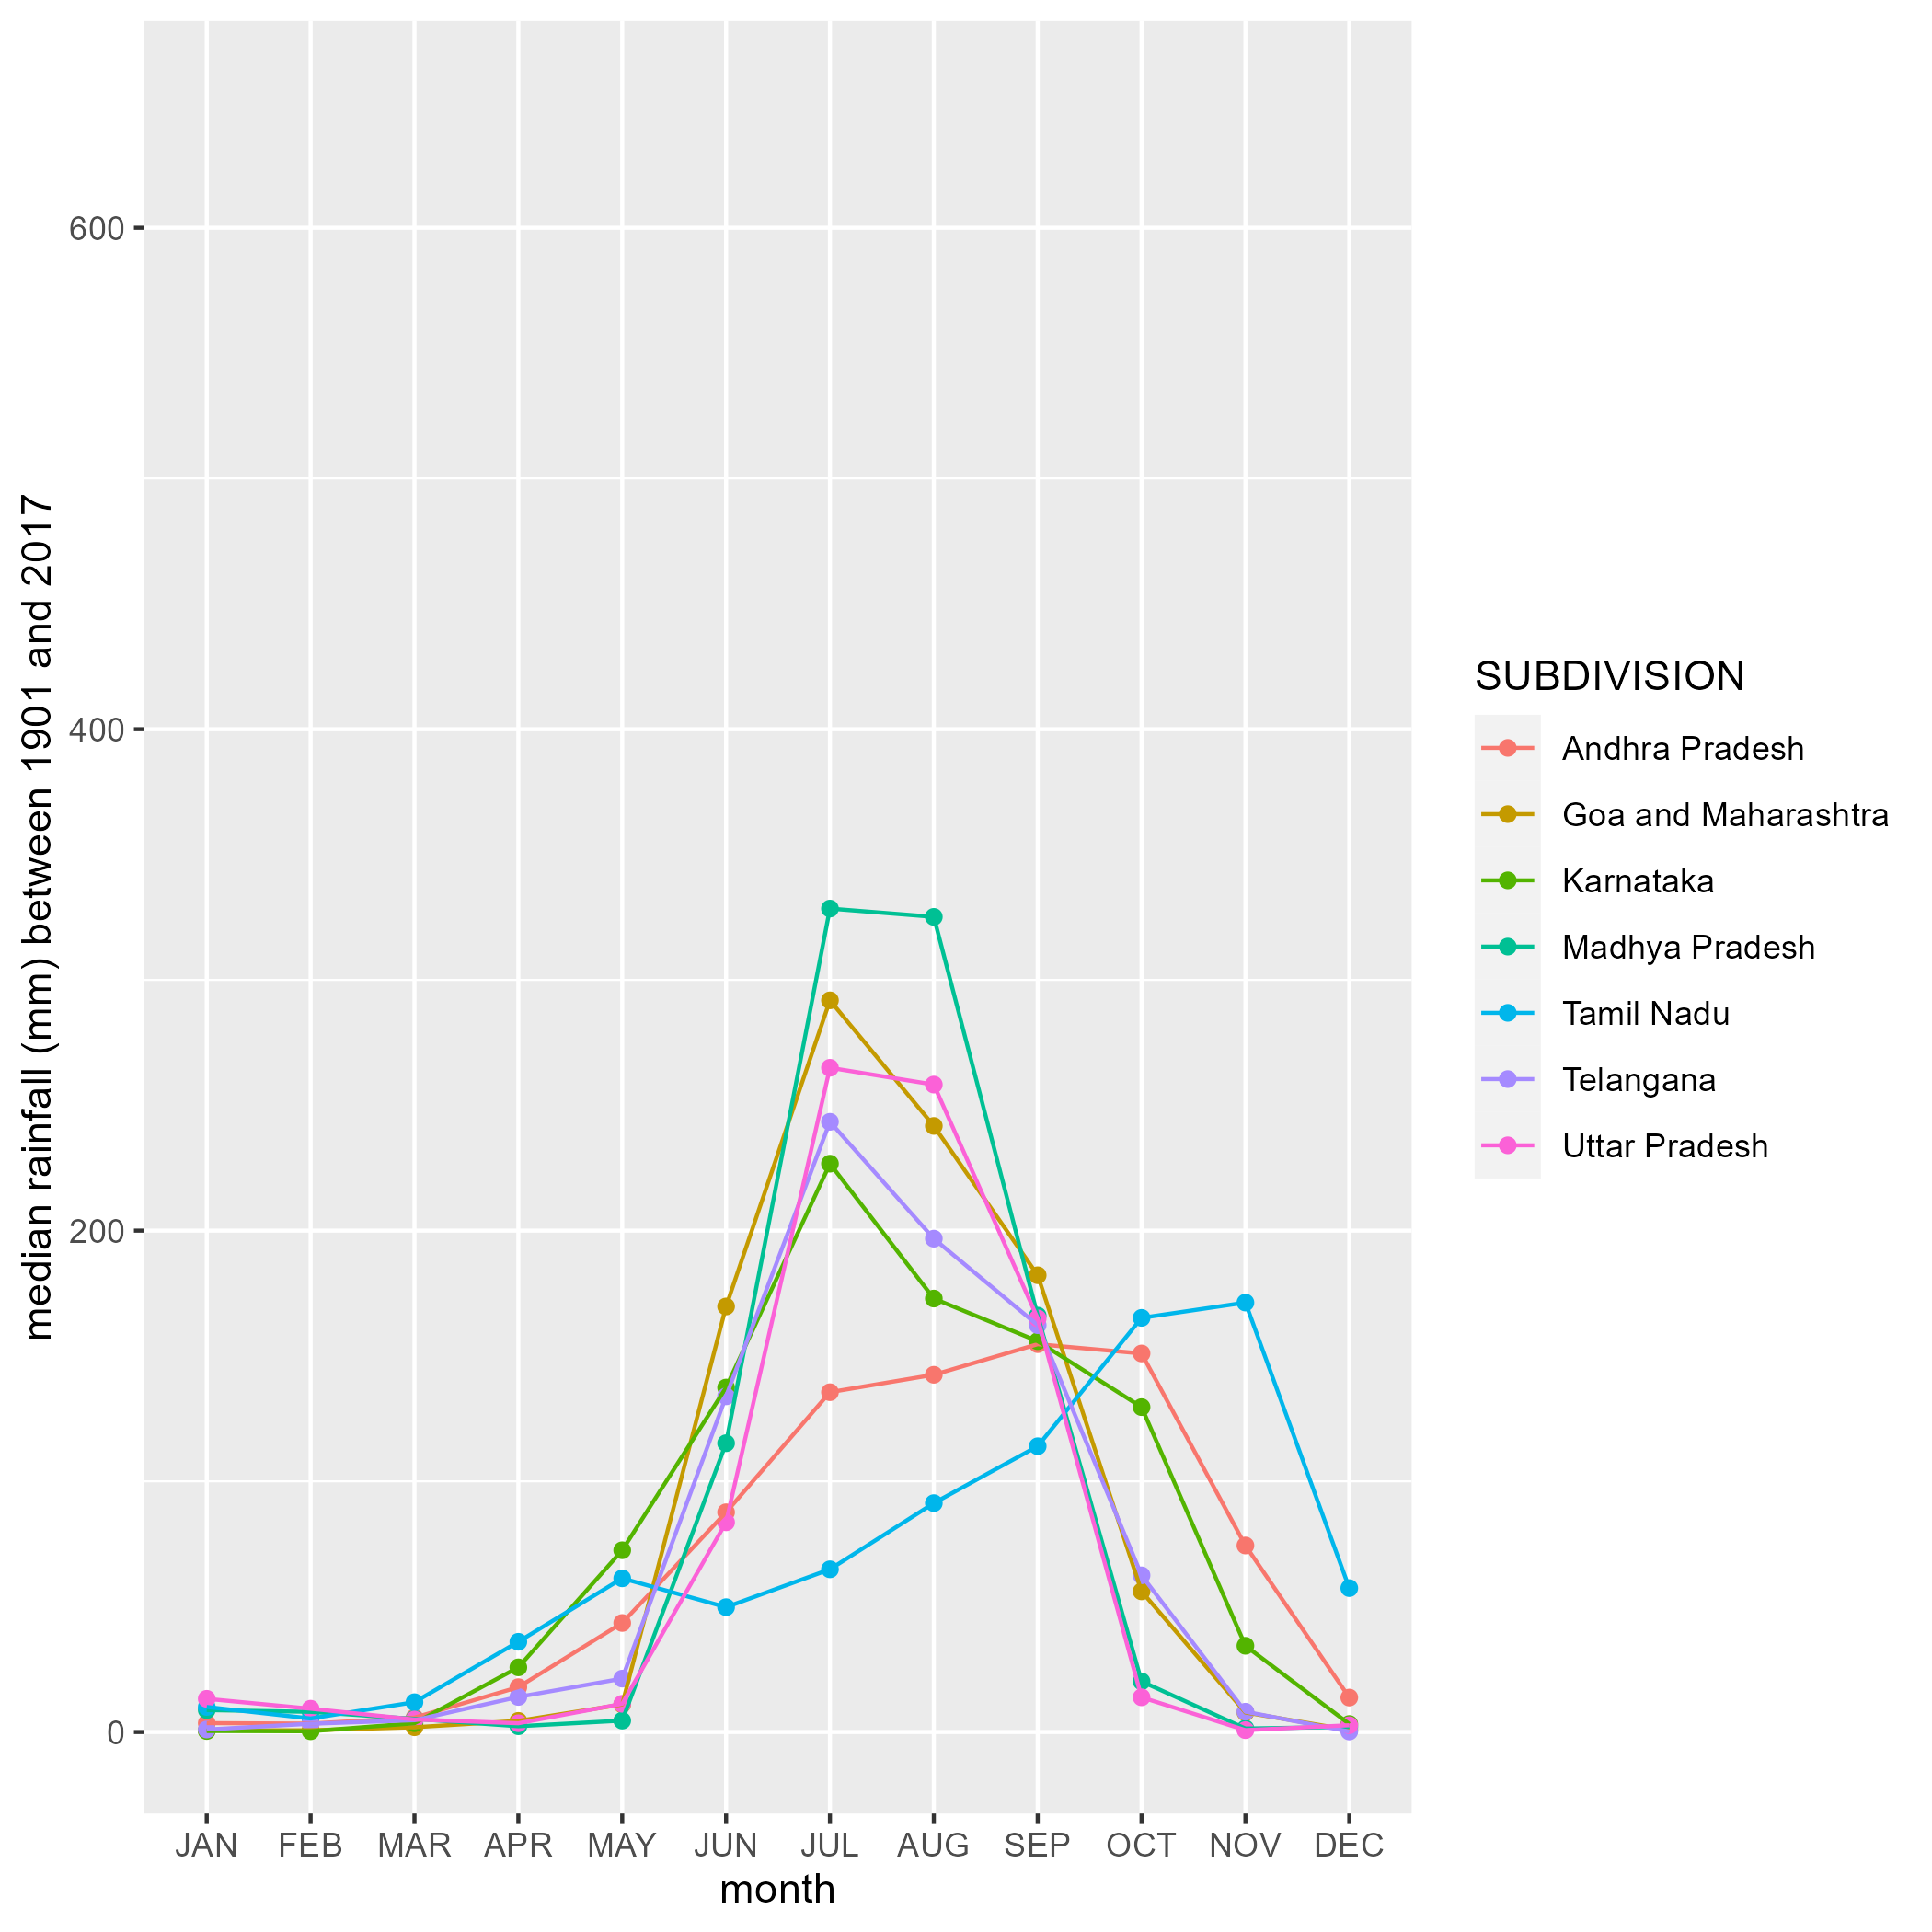 median rainfall (mm) between 1901 and 2017
600
400
200
0
JAN FEB MAR APR MAY JUN JUL AUG SEP OCT NOV DEC
month
SUBDIVISION
Andhra Pradesh
Goa and Maharashtra
Karnataka
Madhya Pradesh
Tamil Nadu
Telangana
Uttar Pradesh